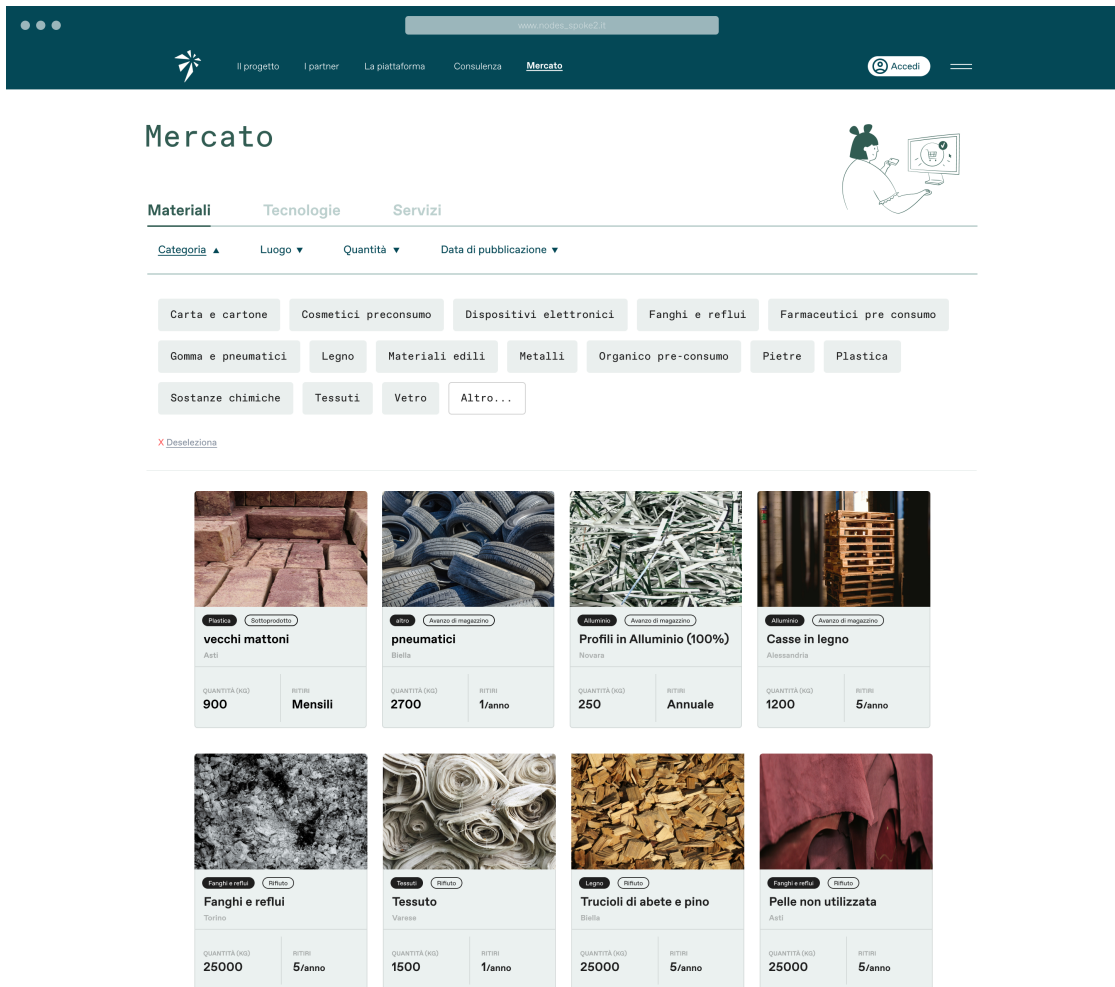 www.nodes_spoke2.it
Il progetto I partner La piattaforma Consulenza Mercato Accedi
Mercato
Materiali Tecnologie Servizi
Categoria ▲ Luogo ▼ Quantità ▼ Data di pubblicazione ▼
Carta e cartone Cosmetici preconsumo Dispositivi elettronici Fanghi e reflui Farmaceutici pre consumo
Gomma e pneumatici Legno Materiali edili Metalli Organico pre-consumo Pietre Plastica
Sostanze chimiche Tessuti Vetro Altro...
X Deseleziona
Plastica Sottoprodotto altro Avanzo di magazzino Alluminio Avanzo di magazzino Alluminio Avanzo di magazzino
vecchi mattoni pneumatici Profili in Alluminio (100%) Casse in legno
Asti Biella Novara Alessandria
QUANTITÀ (KG) RITIRI QUANTITÀ (KG) RITIRI QUANTITÀ (KG) RITIRI QUANTITÀ (KG) RITIRI
900 Mensili 2700 1/anno 250 Annuale 1200 5/anno
Fanghi e reflui Rifiuto Tessuti Rifiuto Legno Rifiuto Fanghi e reflui Rifiuto
Fanghi e reflui Tessuto Trucioli di abete e pino Pelle non utilizzata
Torino Varese Biella Asti
QUANTITÀ (KG) RITIRI QUANTITÀ (KG) RITIRI QUANTITÀ (KG) RITIRI QUANTITÀ (KG) RITIRI
25000 5/anno 1500 1/anno 25000 5/anno 25000 5/anno